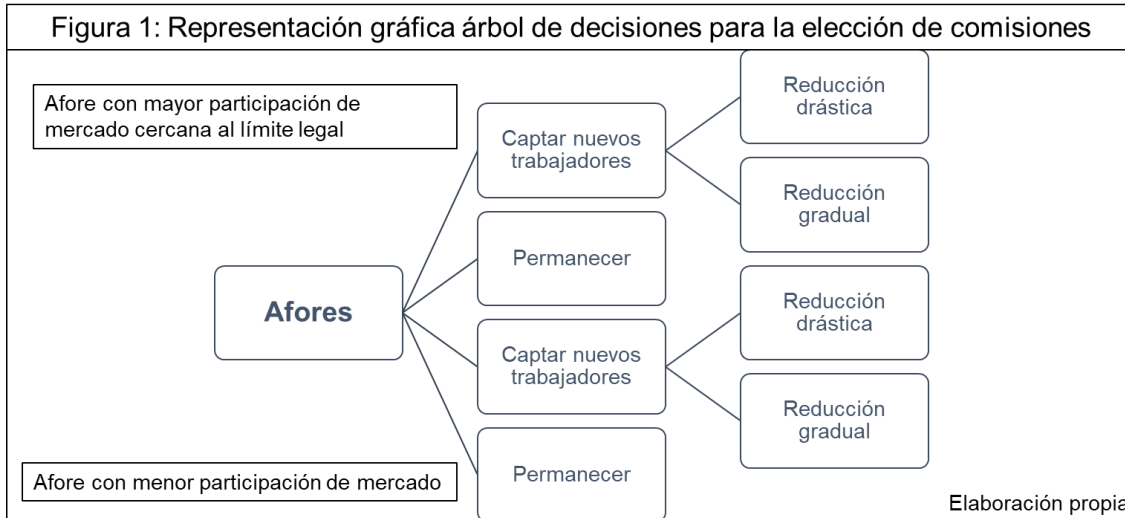 Figura 1: Representación gráfica árbol de decisiones para la elección de comisiones
Afore con mayor participación de
mercado cercana al límite legal
Reducción
drástica
Captar nuevos
trabajadores
Reducción
gradual
Permanecer
Afores
Reducción
drástica
Captar nuevos
trabajadores
Reducción
gradual
Permanecer
Afore con menor participación de mercado
Elaboración propia